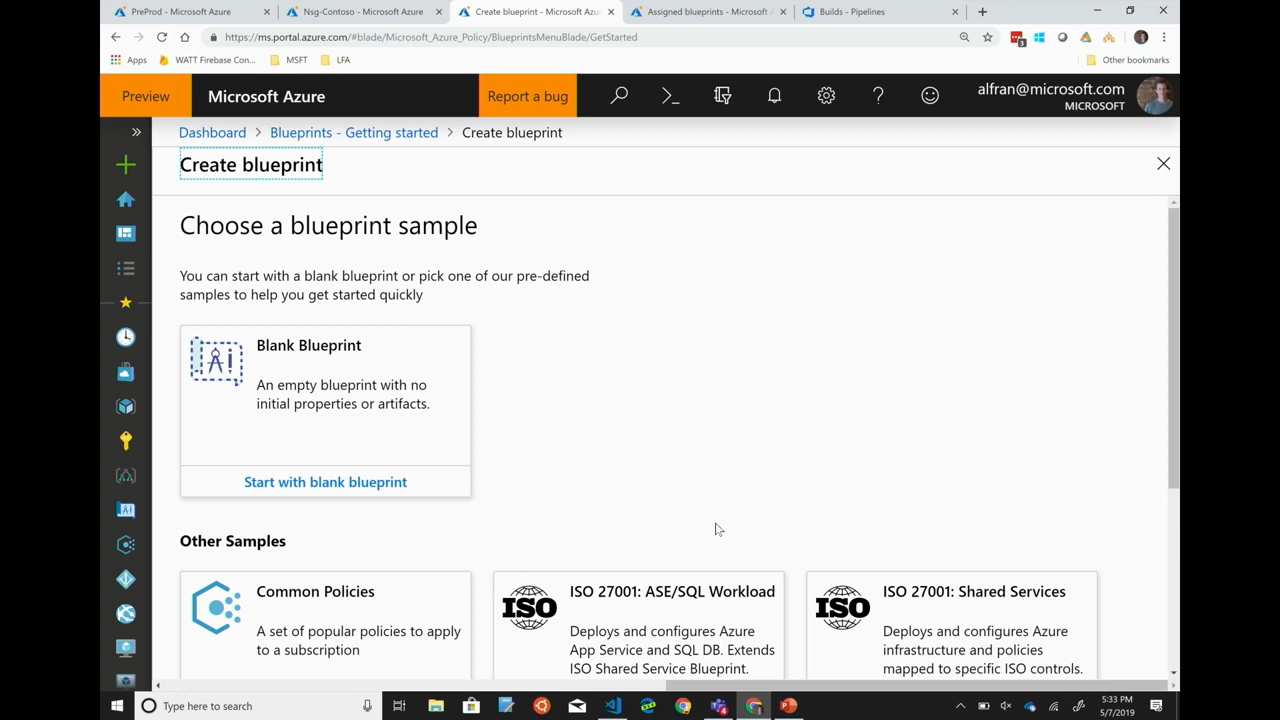 PreProd - Microsoft Azure
Nsg-Contoso - Microsoft Azure
Create blueprint - Microsoft Azu
Assigned blueprints - Microsoft A
Builds - Pipelines
https://ms.portal.azure.com/#blade/Microsoft_Azure_Policy/BlueprintsMenuBlade/GetStarted
Apps
WATT Firebase Con...
MSFT
LFA
Other bookmarks
Preview
Microsoft Azure
Report a bug
alfran@microsoft.com
MICROSOFT
Dashboard > Blueprints - Getting started > Create blueprint
Create blueprint
Choose a blueprint sample
You can start with a blank blueprint or pick one of our pre-defined
samples to help you get started quickly
Blank Blueprint
An empty blueprint with no
initial properties or artifacts.
Start with blank blueprint
Other Samples
Common Policies
A set of popular policies to apply
to a subscription
ISO
ISO 27001: ASE/SQL Workload
Deploys and configures Azure
App Service and SQL DB. Extends
ISO Shared Service Blueprint.
ISO
ISO 27001: Shared Services
Deploys and configures Azure
infrastructure and policies
mapped to specific ISO controls.
Type here to search
5:33 PM
5/7/2019